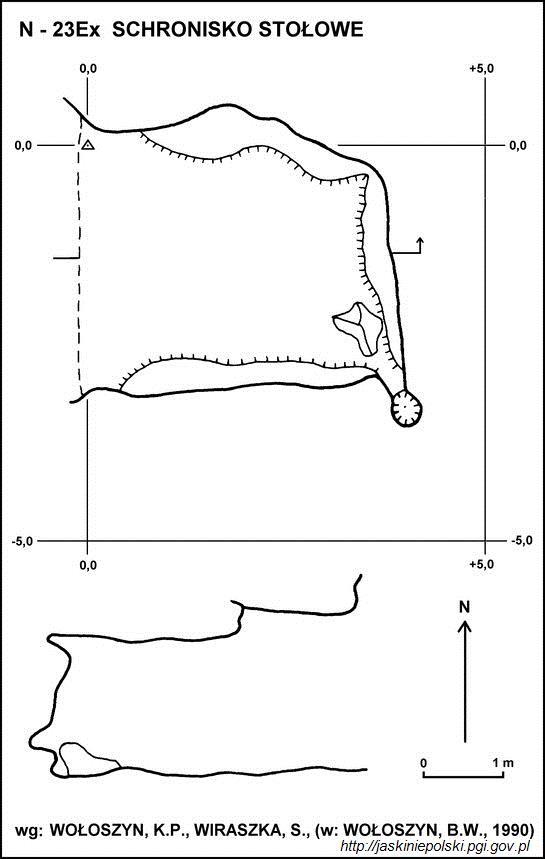 N - 23Ex SCHRONISKO STOŁOWE
0,0 +5,0
0,0 0,0
-5,0 -5,0
0,0 +5,0
N
0 1 m
wg: WOŁOSZYN, K.P., WIRASZKA, S., (w: WOŁOSZYN, B.W., 1990)
http://jaskiniepolski.pgi.gov.pl